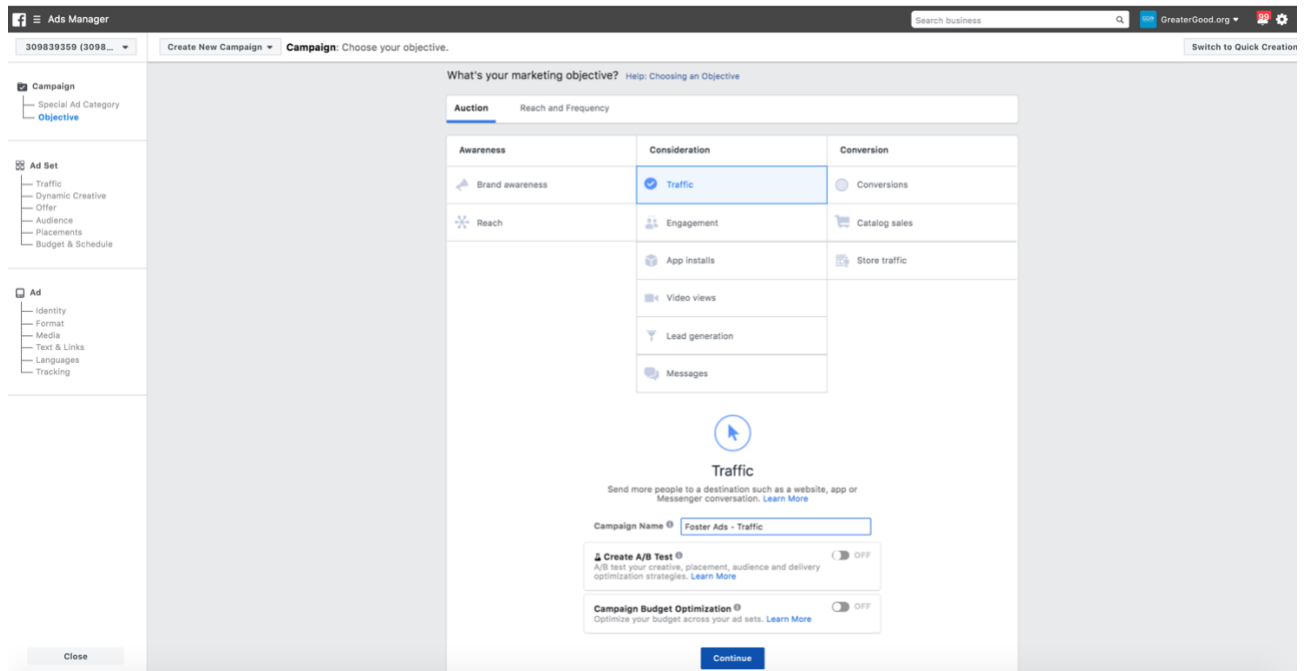 Ads Manager
Search business
GreaterGood.org
99
309839359 (3098...
Create New Campaign
Campaign: Choose your objective.
Switch to Quick Creation
Campaign
Special Ad Category
Objective
Ad Set
Traffic
Dynamic Creative
Offer
Audience
Placements
Budget & Schedule
Ad
Identity
Format
Media
Text & Links
Languages
Tracking
Close
What's your marketing objective? Help: Choosing an Objective
Auction
Reach and Frequency
Awareness
Consideration
Conversion
Brand awareness
Traffic
Conversions
Reach
Engagement
Catalog sales
App installs
Store traffic
Video views
Lead generation
Messages
Traffic
Send more people to a destination such as a website, app or
Messenger conversation. Learn More
Campaign Name
Foster Ads - Traffic
Create A/B Test
OFF
A/B test your creative, placement, audience and delivery
optimization strategies. Learn More
Campaign Budget Optimization
OFF
Optimize your budget across your ad sets. Learn More
Continue